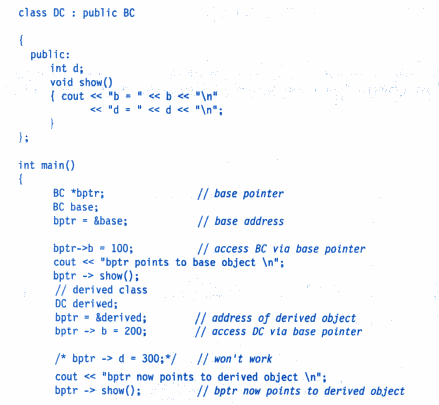 class DC : public BC
{
public:
int d;
void show()
{ cout << "b = " << b << "\n"
<< "d = " << d << "\n";
}
};
int main()
{
BC *bptr; // base pointer
BC base;
bptr = &base; // base address
bptr->b = 100; // access BC via base pointer
cout << "bptr points to base object \n";
bptr -> show();
// derived class
DC derived;
bptr = &derived; // address of derived object
bptr -> b = 200; // access DC via base pointer
/* bptr -> d = 300;*/ // won't work
cout << "bptr now points to derived object \n";
bptr -> show(); // bptr now points to derived object